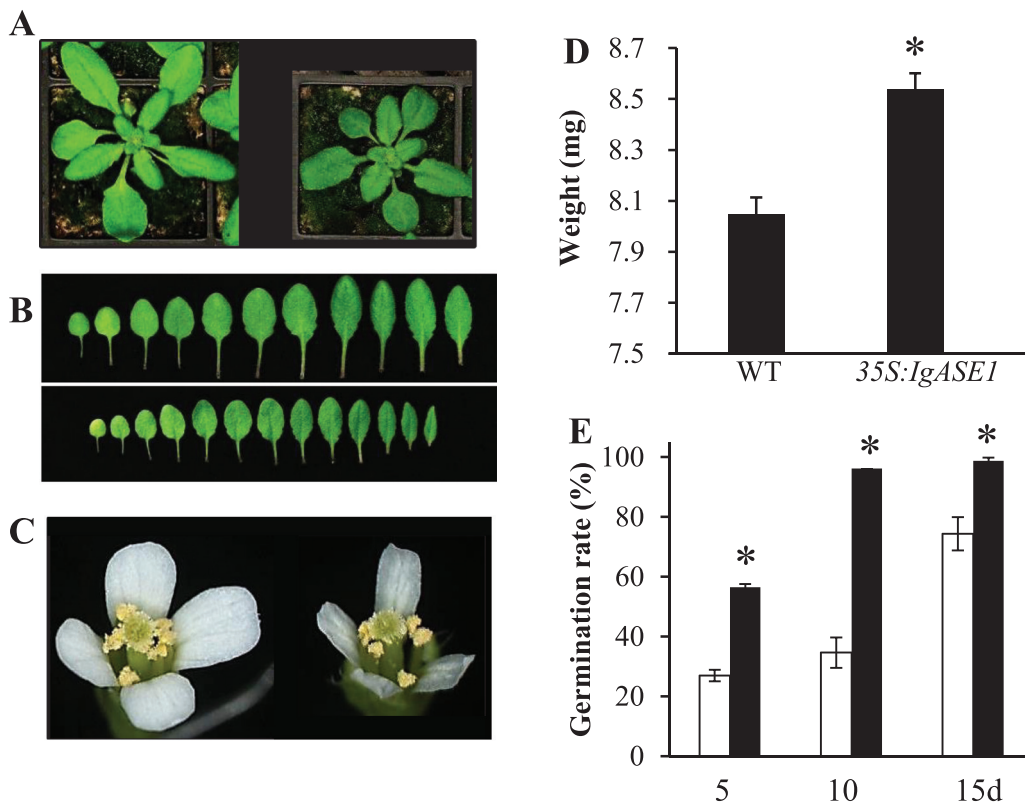 A
B
C
D
Weight (mg)
8.7
8.5
8.3
8.1
7.9
7.7
7.5
WT
35S:IgASE1
*
E
Germination rate (%)
100
80
60
40
20
0
*
*
*
5
10
15d